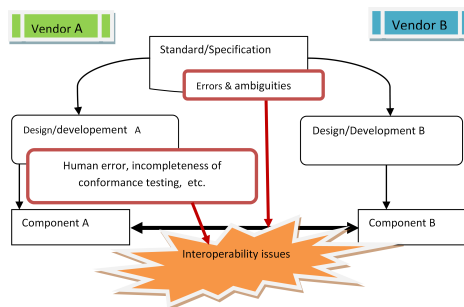 Vendor A
Vendor B
Standard/Specification
Errors & ambiguities
Design/developement A
Design/Development B
Human error, incompleteness of
conformance testing, etc.
Component A
Component B
Interoperability issues